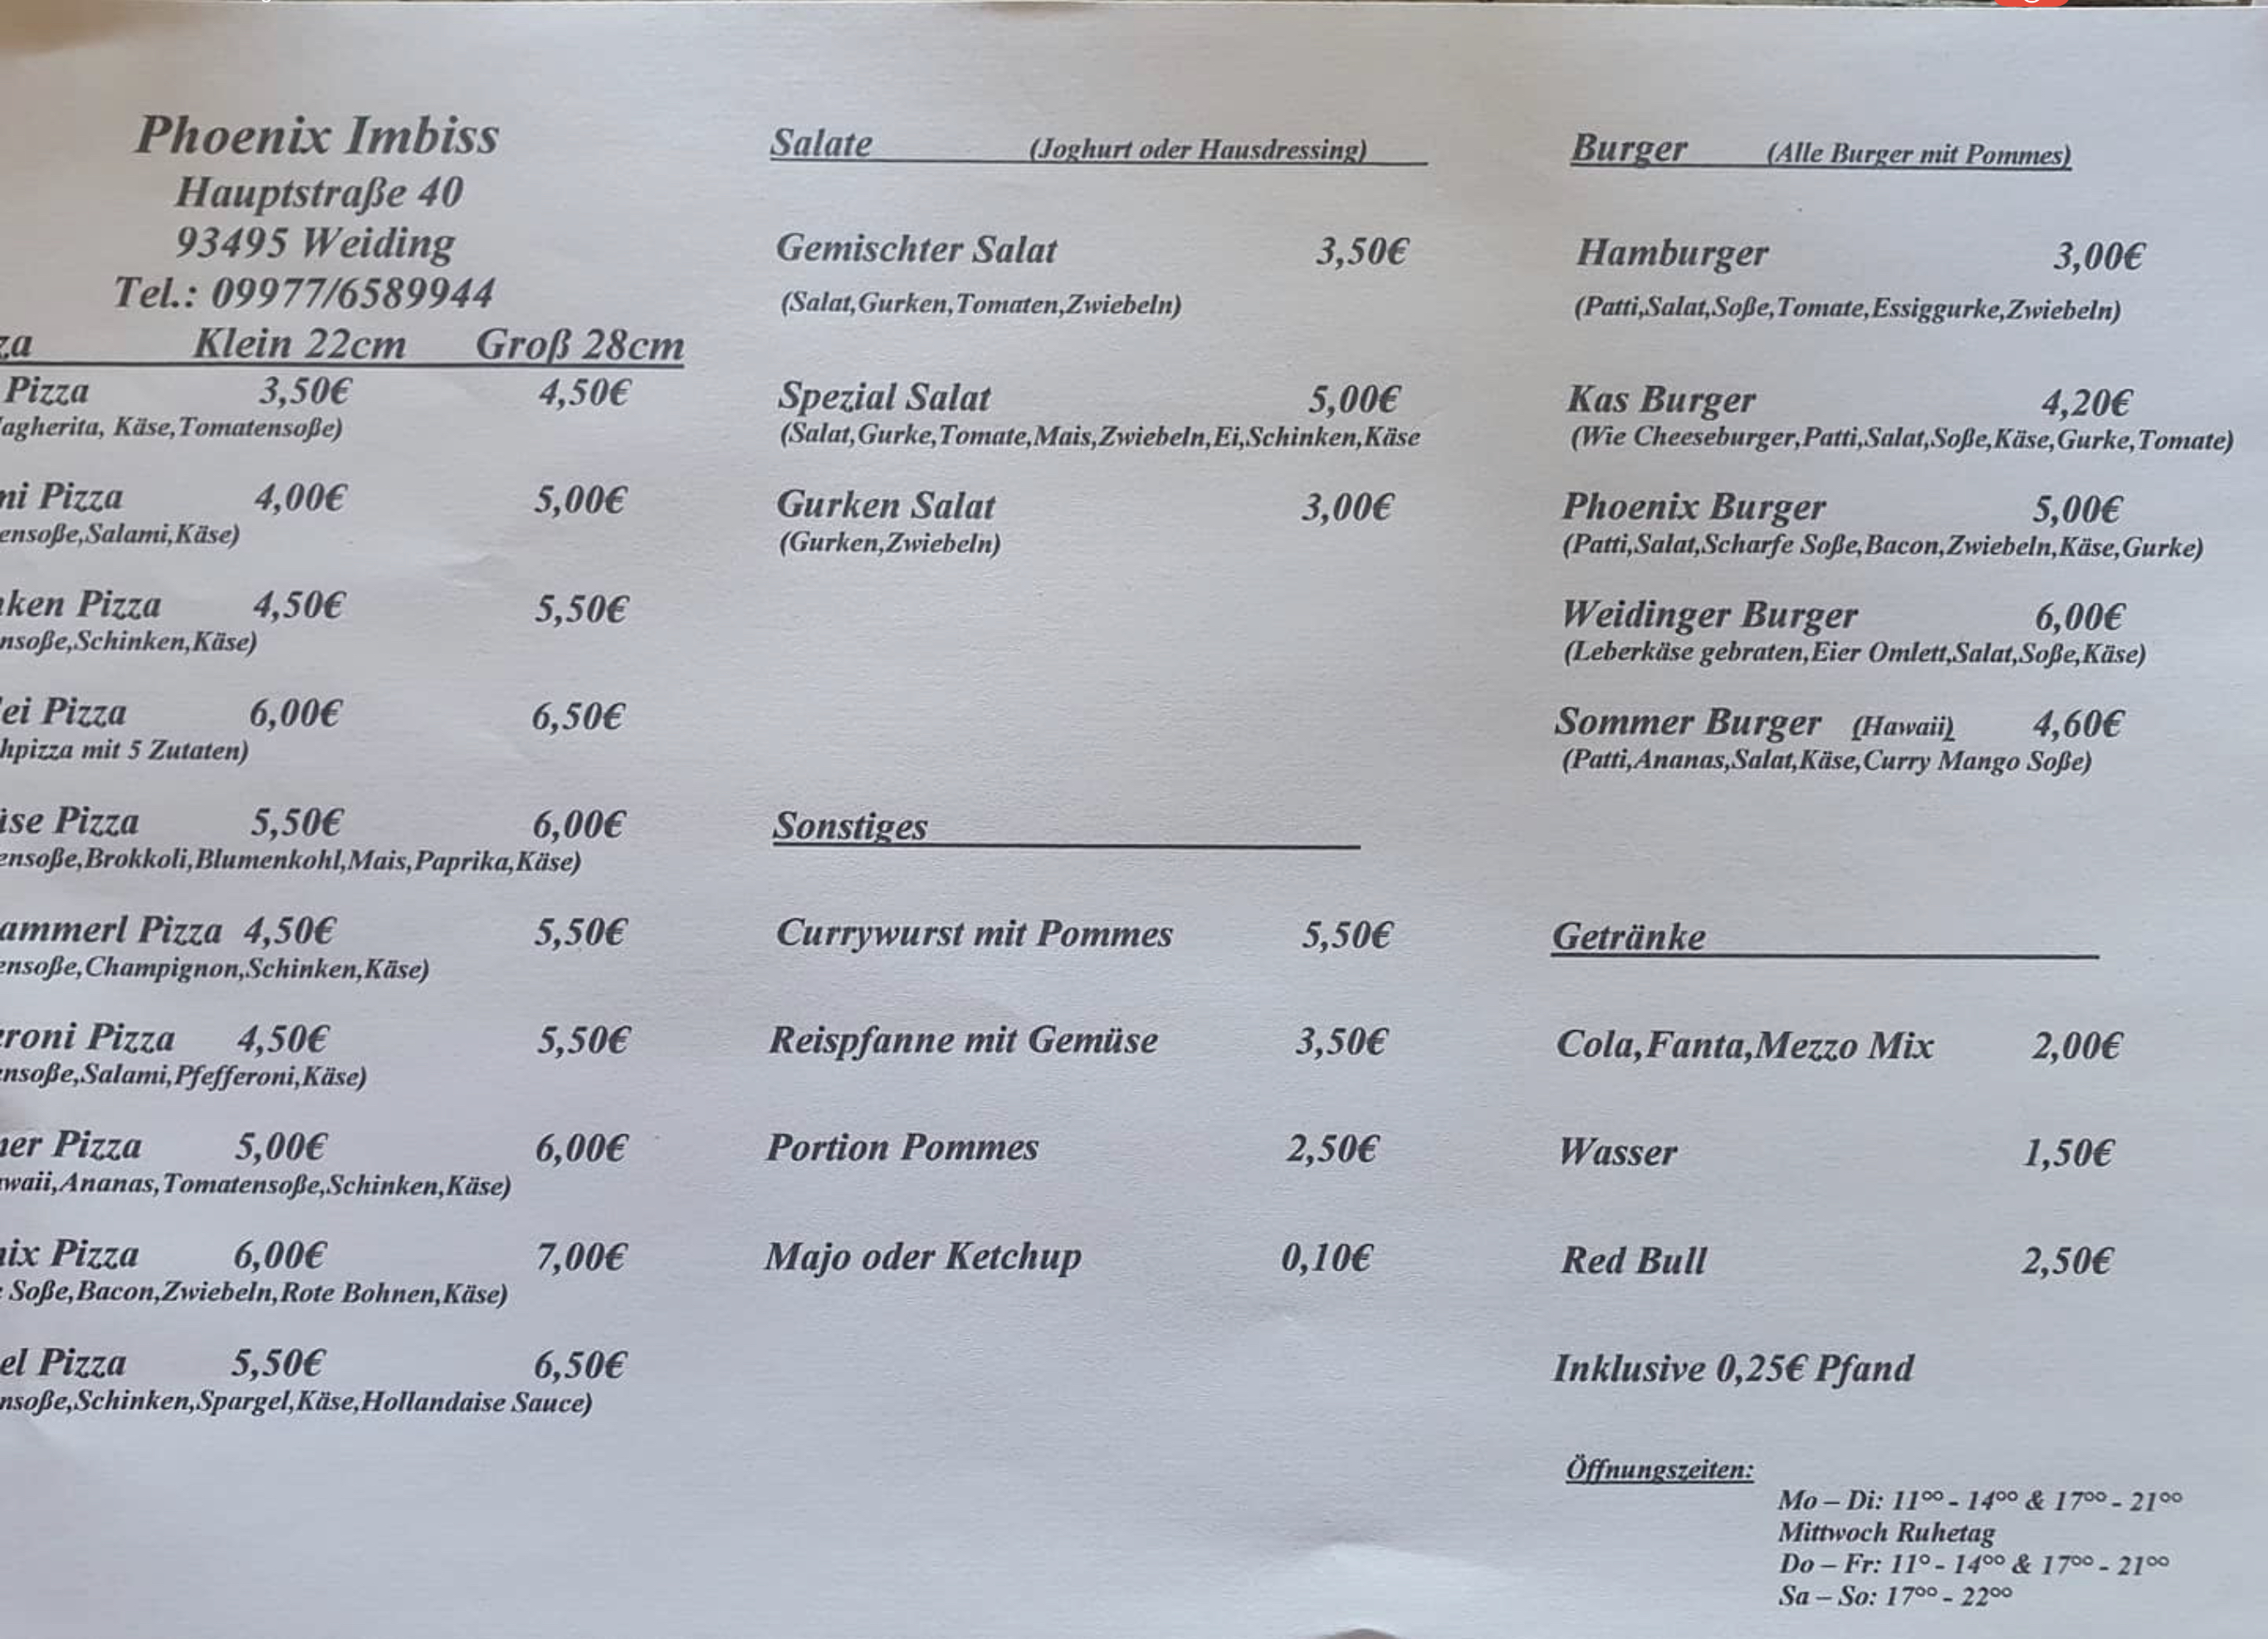 Phoenix Imbiss
Hauptstraße 40
93495 Weiding
Tel.: 09977/6589944
za Klein 22cm Groß 28cm
Pizza 3,50€ 4,50€
agherita, Käse,Tomatensoße)
ni Pizza 4,00€ 5,00€
ensoße,Salami,Käse)
ken Pizza 4,50€ 5,50€
nsoße,Schinken,Käse)
ei Pizza 6,00€ 6,50€
hpizza mit 5 Zutaten)
ise Pizza 5,50€ 6,00€
ensoße,Brokkoli,Blumenkohl,Mais,Paprika,Käse)
ammerl Pizza 4,50€ 5,50€
ensoße,Champignon,Schinken,Käse)
roni Pizza 4,50€ 5,50€
nsoße,Salami,Pfefferoni,Käse)
er Pizza 5,00€ 6,00€
waii,Ananas,Tomatensoße,Schinken,Käse)
ix Pizza 6,00€ 7,00€
Soße,Bacon,Zwiebeln,Rote Bohnen,Käse)
el Pizza 5,50€ 6,50€
nsoße,Schinken,Spargel,Käse,Hollandaise Sauce)
Salate (Joghurt oder Hausdressing)
Gemischter Salat 3,50€
(Salat,Gurken,Tomaten,Zwiebeln)
Spezial Salat 5,00€
(Salat,Gurke,Tomate,Mais,Zwiebeln,Ei,Schinken,Käse
Gurken Salat 3,00€
(Gurken,Zwiebeln)
Sonstiges
Currywurst mit Pommes 5,50€
Reispfanne mit Gemüse 3,50€
Portion Pommes 2,50€
Majo oder Ketchup 0,10€
Burger (Alle Burger mit Pommes)
Hamburger 3,00€
(Patti,Salat,Soße,Tomate,Essiggurke,Zwiebeln)
Kas Burger 4,20€
(Wie Cheeseburger,Patti,Salat,Soße,Käse,Gurke,Tomate)
Phoenix Burger 5,00€
(Patti,Salat,Scharfe Soße,Bacon,Zwiebeln,Käse,Gurke)
Weidinger Burger 6,00€
(Leberkäse gebraten,Eier Omlett,Salat,Soße,Käse)
Sommer Burger (Hawaii) 4,60€
(Patti,Ananas,Salat,Käse,Curry Mango Soße)
Getränke
Cola,Fanta,Mezzo Mix 2,00€
Wasser 1,50€
Red Bull 2,50€
Inklusive 0,25€ Pfand
Öffnungszeiten:
Mo – Di: 11⁰⁰ - 14⁰⁰ & 17⁰⁰ - 21⁰⁰
Mittwoch Ruhetag
Do – Fr: 11⁰ - 14⁰⁰ & 17⁰⁰ - 21⁰⁰
Sa – So: 17⁰⁰ - 22⁰⁰